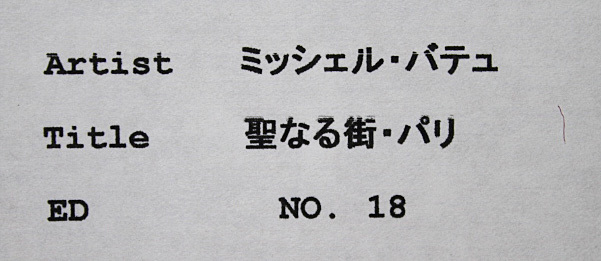 Artist ミッシェル・バテュ
Title 聖なる街・パリ
ED NO. 18